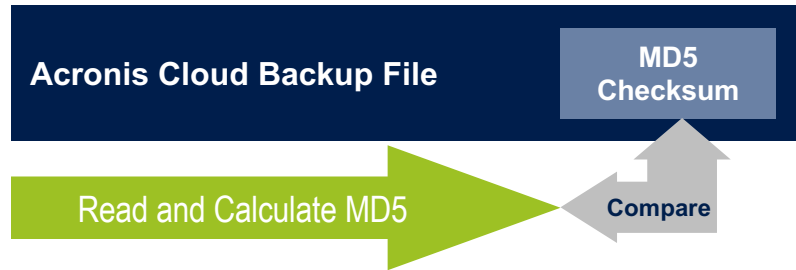 Acronis Cloud Backup File
MD5
Checksum
Read and Calculate MD5
Compare